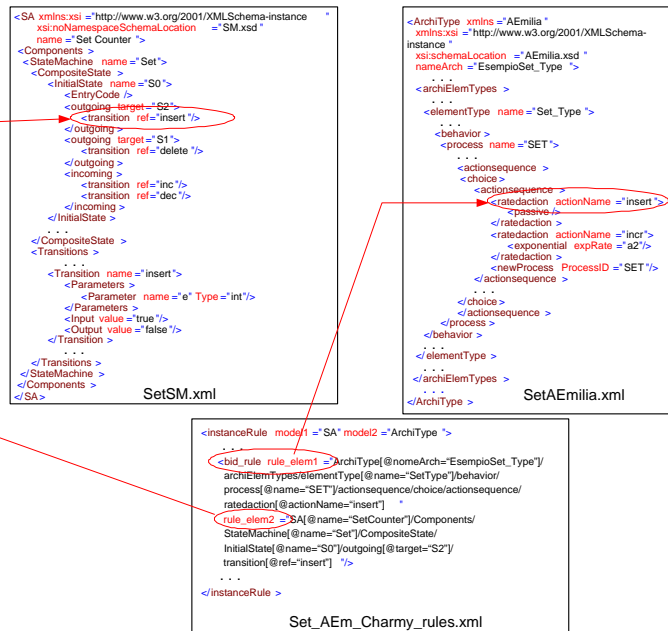 <SA xmlns:xsi ="http://www.w3.org/2001/XMLSchema-instance "
xsi:noNamespaceSchemaLocation ="SM.xsd "
name ="Set Counter ">
<Components >
<StateMachine name ="Set">
<CompositeState >
<InitialState name ="S0">
<EntryCode />
<outgoing target ="S2">
<transition ref="insert "/>
</outgoing >
<outgoing target ="S1">
<transition ref="delete "/>
</outgoing >
<incoming >
<transition ref="inc "/>
<transition ref="dec "/>
</incoming >
</InitialState >
. . .
</CompositeState >
<Transitions >
. . .
<Transition name ="insert">
<Parameters >
<Parameter name ="e" Type ="int"/>
</Parameters >
<Input value ="true"/>
<Output value ="false"/>
</Transition >
. . .
</Transitions >
</StateMachine >
</Components >
</SA>
SetSM.xml
<ArchiType xmlns ="AEmilia "
xmlns:xsi ="http://www.w3.org/2001/XMLSchema-
instance "
xsi:schemaLocation ="AEmilia.xsd "
nameArch ="EsempioSet_Type ">
. . .
<archiElemTypes >
. . .
<elementType name ="Set_Type ">
. . .
<behavior >
<process name ="SET">
. . .
<actionsequence >
<choice >
<actionsequence >
<ratedaction actionName ="insert ">
<passive />
</ratedaction >
<ratedaction actionName ="incr">
<exponential expRate ="a2"/>
</ratedaction >
<newProcess ProcessID ="SET"/>
</actionsequence >
. . .
</choice >
</actionsequence >
</process >
</behavior >
. . .
</elementType >
. . .
</archiElemTypes >
. . .
</ArchiType >
SetAEmilia.xml
<instanceRule model1 ="SA" model2 ="ArchiType ">
. . .
<bid_rule rule_elem1 ="ArchiType[@nomeArch="EsempioSet_Type"]/
archiElemTypes/elementType[@name="SetType"]/behavior/
process[@name="SET"]/actionsequence/choice/actionsequence/
ratedaction[@actionName="insert"] "
rule_elem2 ="SA[@name="SetCounter"]/Components/
StateMachine[@name="Set"]/CompositeState/
InitialState[@name="S0"]/outgoing[@target="S2"]/
transition[@ref="insert"] "/>
. . .
</instanceRule >
Set_AEm_Charmy_rules.xml